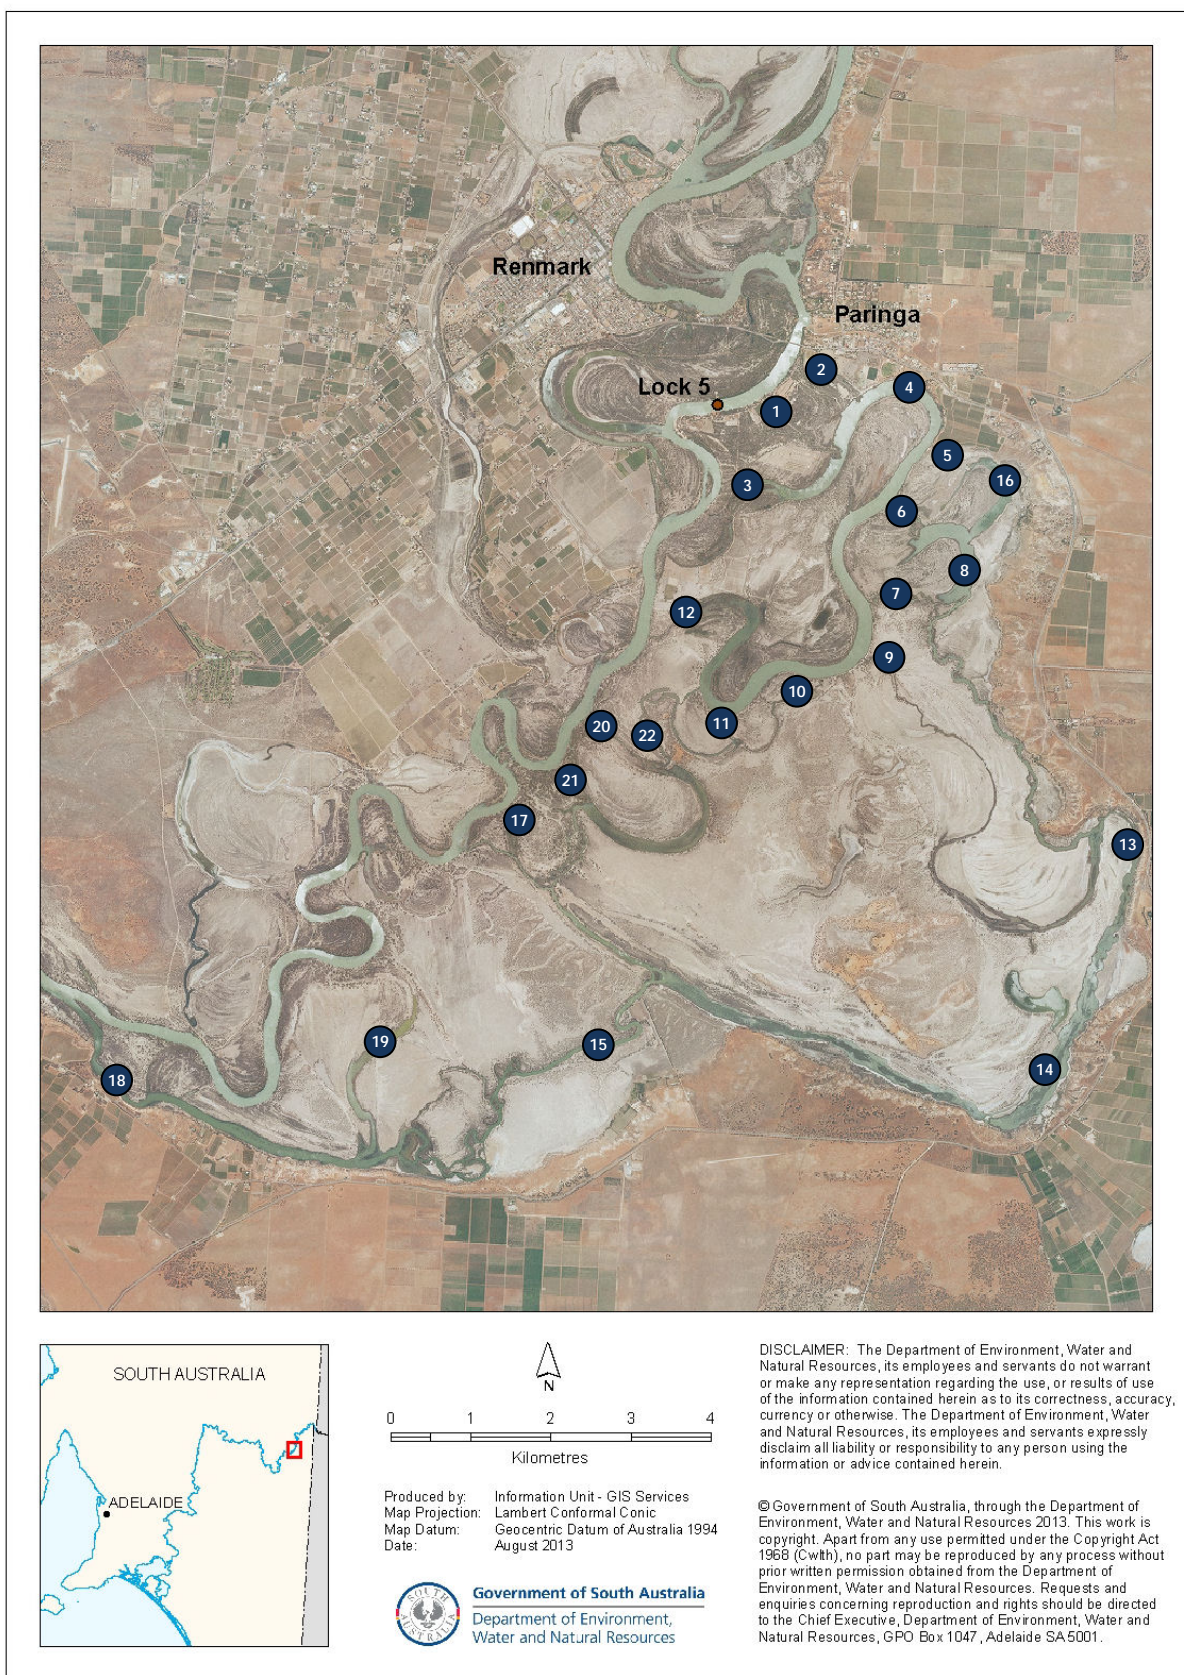 Renmark
Paringa
Lock 5
2
4
1
5
3
16
6
8
7
12
9
10
11
20
22
21
17
13
19
15
14
18
SOUTH AUSTRALIA
ADELAIDE
N
0 1 2 3 4
Kilometres
Produced by: Information Unit - GIS Services
Map Projection: Lambert Conformal Conic
Map Datum: Geocentric Datum of Australia 1994
Date: August 2013
SOUTH AUSTRALIA
Government of South Australia
Department of Environment,
Water and Natural Resources
DISCLAIMER: The Department of Environment, Water and
Natural Resources, its employees and servants do not warrant
or make any representation regarding the use, or results of use
of the information contained herein as to its correctness, accuracy,
currency or otherwise. The Department of Environment, Water
and Natural Resources, its employees and servants expressly
disclaim all liability or responsibility to any person using the
information or advice contained herein.
© Government of South Australia, through the Department of
Environment, Water and Natural Resources 2013. This work is
copyright. Apart from any use permitted under the Copyright Act
1968 (Cwlth), no part may be reproduced by any process without
prior written permission obtained from the Department of
Environment, Water and Natural Resources. Requests and
enquiries concerning reproduction and rights should be directed
to the Chief Executive, Department of Environment, Water and
Natural Resources, GPO Box 1047, Adelaide SA 5001.